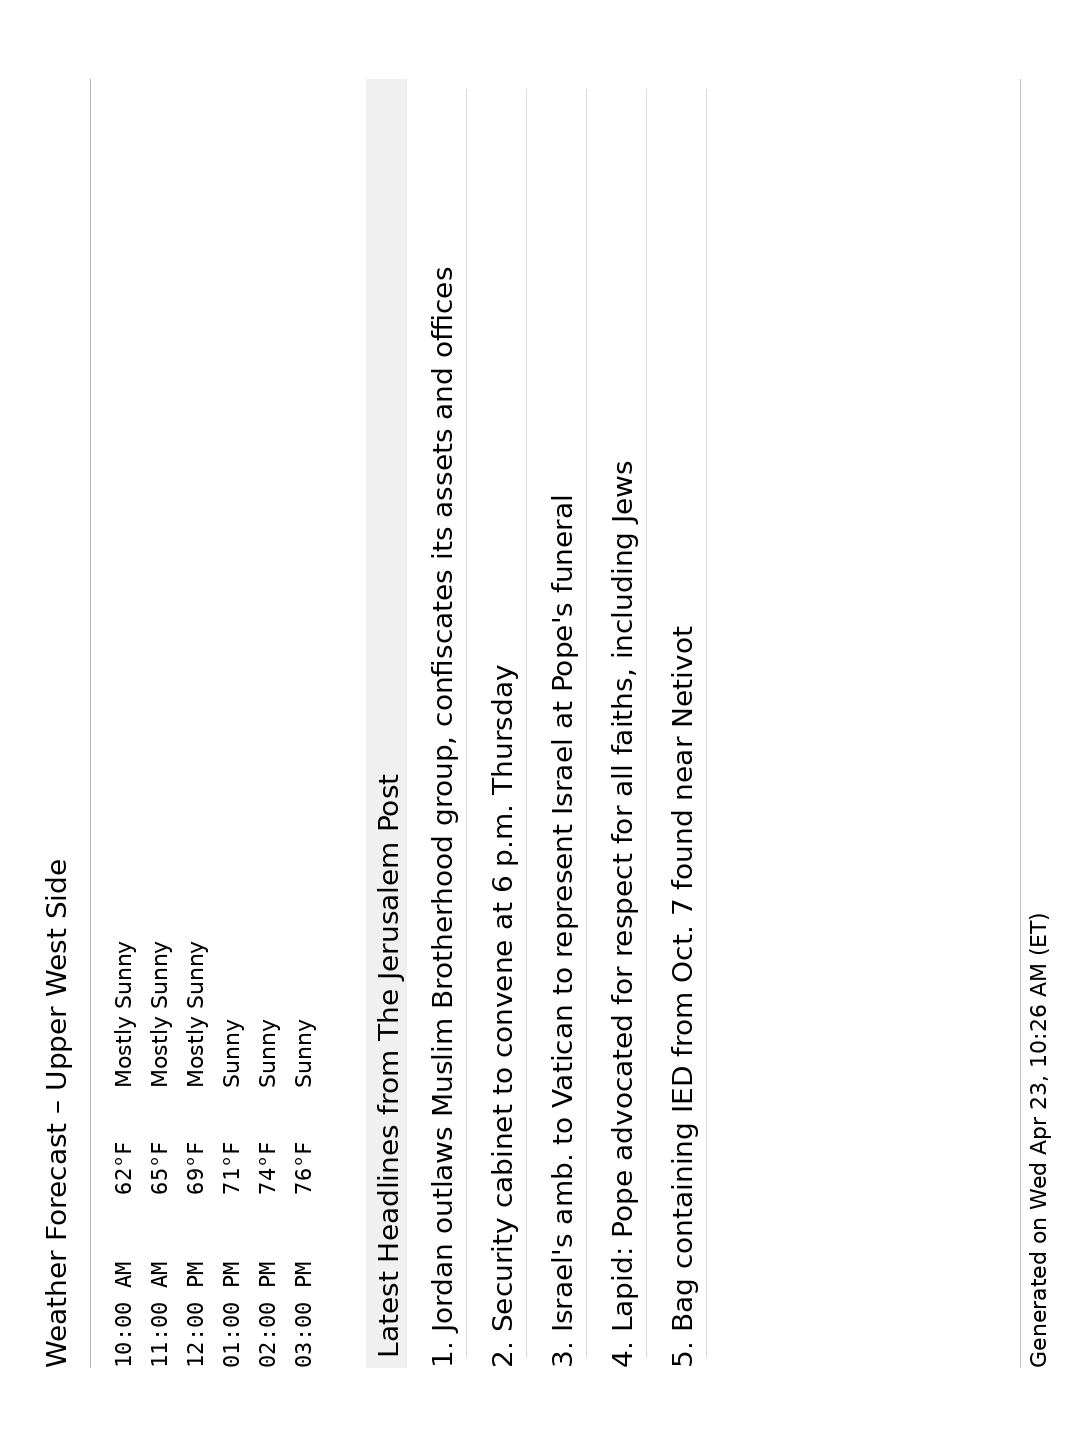 Weather Forecast – Upper West Side
10:00 AM 62°F Mostly Sunny
11:00 AM 65°F Mostly Sunny
12:00 PM 69°F Mostly Sunny
01:00 PM 71°F Sunny
02:00 PM 74°F Sunny
03:00 PM 76°F Sunny
Latest Headlines from The Jerusalem Post
1. Jordan outlaws Muslim Brotherhood group, confiscates its assets and offices
2. Security cabinet to convene at 6 p.m. Thursday
3. Israel's amb. to Vatican to represent Israel at Pope's funeral
4. Lapid: Pope advocated for respect for all faiths, including Jews
5. Bag containing IED from Oct. 7 found near Netivot
Generated on Wed Apr 23, 10:26 AM (ET)